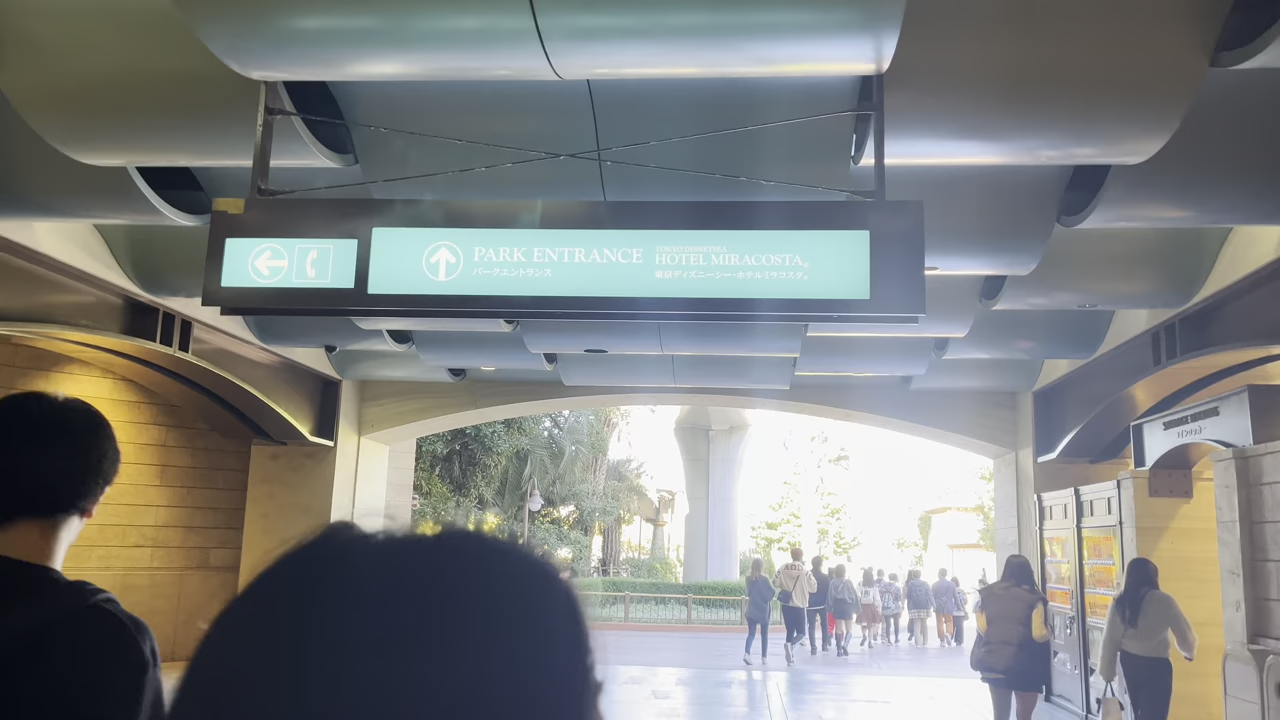 PARK ENTRANCE
パークエントランス
TOKYO DISNEYSEA
HOTEL MIRACOSTA®
東京ディズニーシー・ホテルミラコスタ®